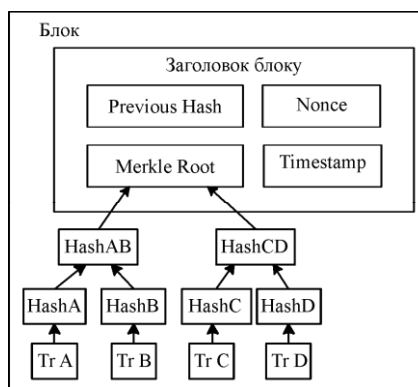 Блок
Заголовок блоку
Previous Hash Nonce
Merkle Root Timestamp
HashAB HashCD
HashA HashB HashC HashD
Tr A Tr B Tr C Tr D